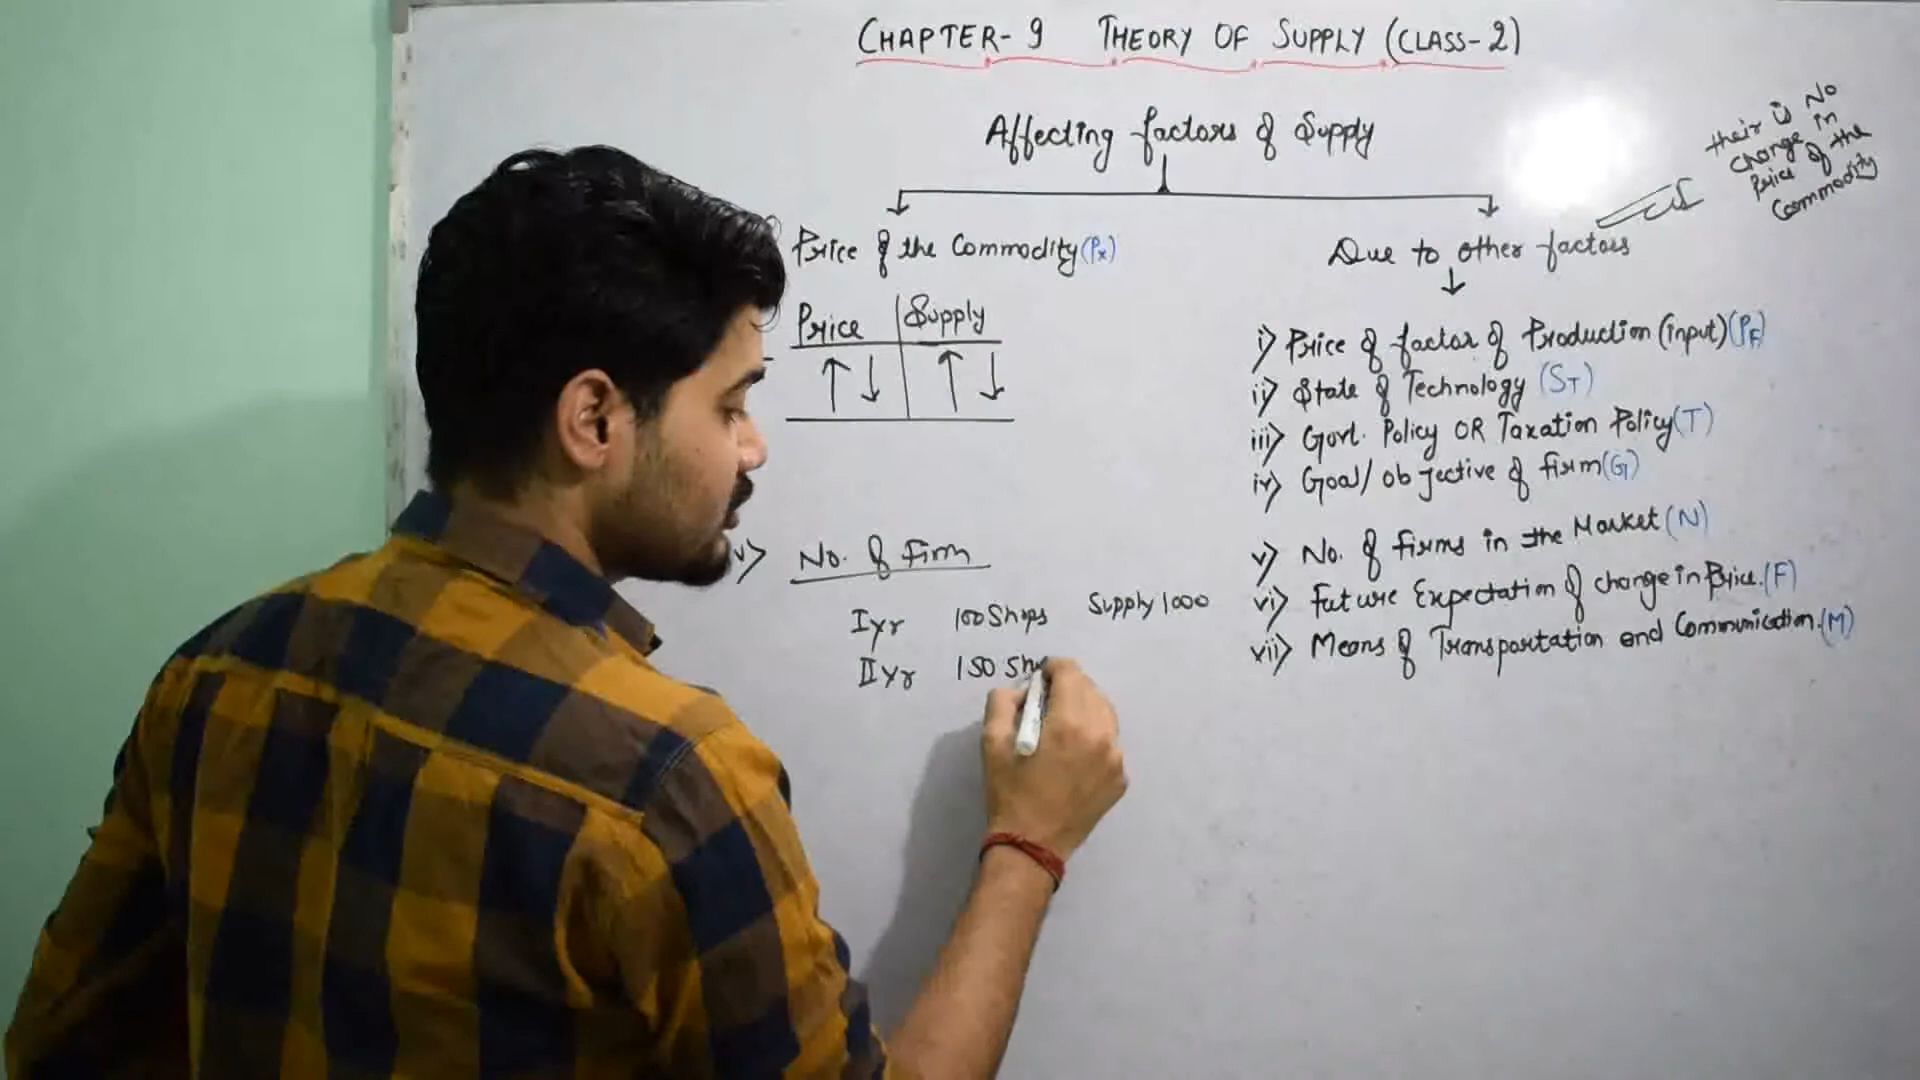 CHAPTER- 9 THEORY OF SUPPLY (CLASS-2)
Affecting factors of Supply
their is No
change in
Price of the
Commodity
Price of the Commodity (Px)
Due to other factors
Price Supply
↑ ↓ ↑ ↓
i) Price of factor of Production (input) (PF)
ii) State of Technology (ST)
iii) Govt. Policy OR Taxation Policy (T)
iv) Goal/objective of firm (G)
v) No. of firms in the Market (N)
vi) Future Expectation of change in Price. (F)
vii) Means of Transportation and Communication. (M)
v) No. of Firm
I yr 100 Shops Supply 1000
II yr 150 Sh